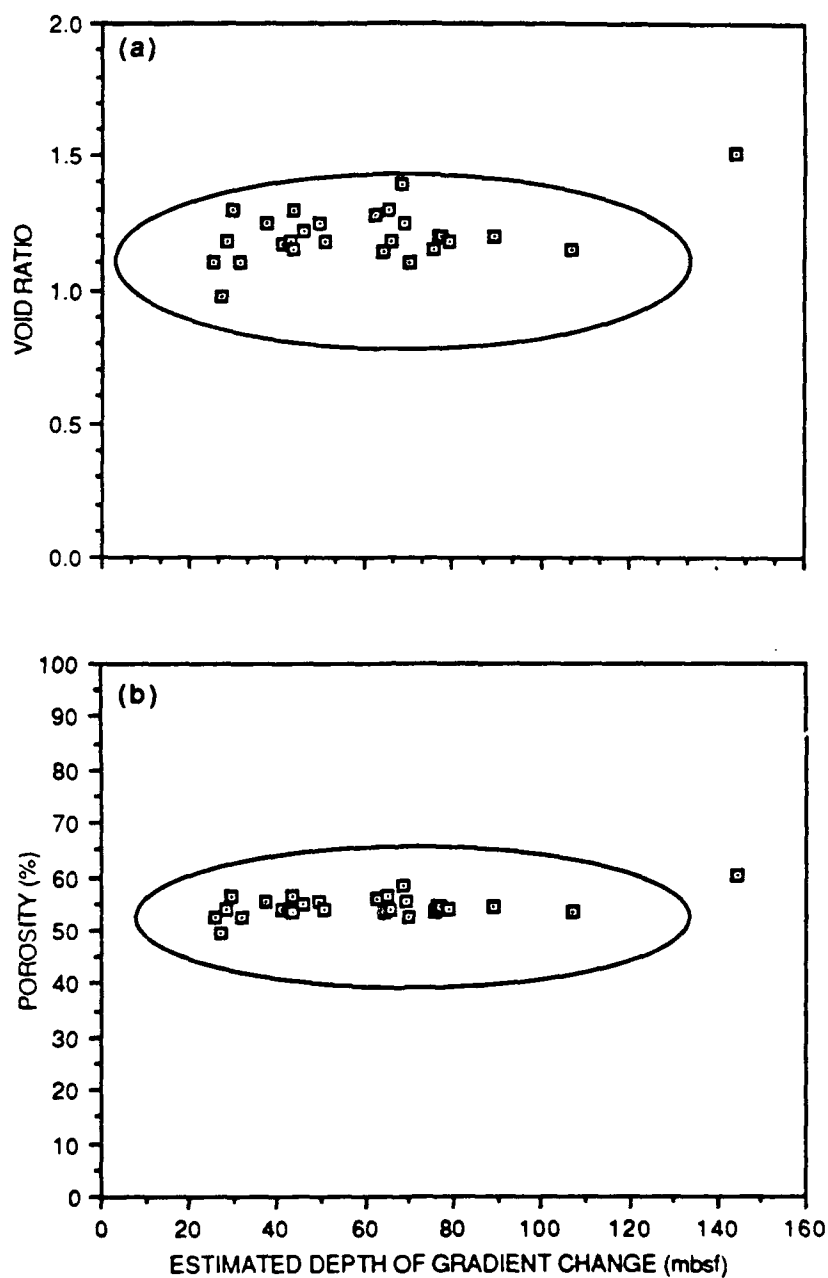 (a)
2.0
1.5
1.0
0.5
0.0
VOID RATIO
(b)
100
90
80
70
60
50
40
30
20
10
0
POROSITY (%)
0 20 40 60 80 100 120 140 160
ESTIMATED DEPTH OF GRADIENT CHANGE (mbsf)